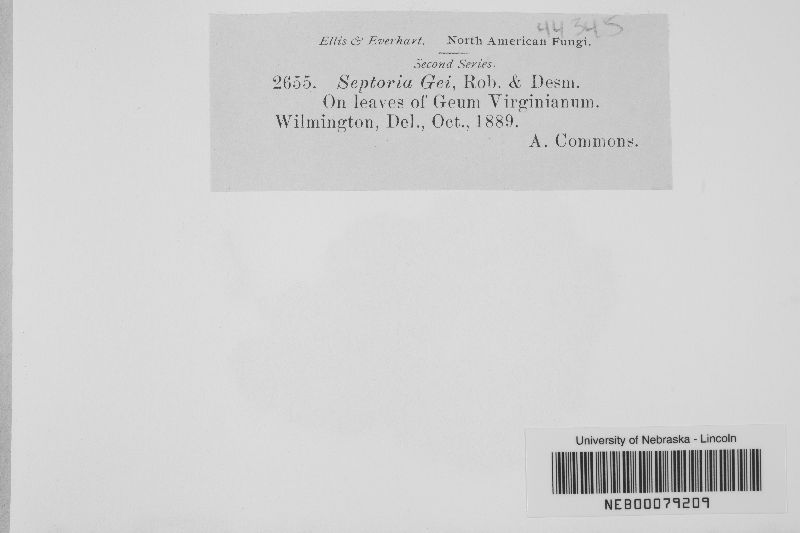 44345
Ellis & Everhart. North American Fungi.
Second Series.
2655. Septoria Gei, Rob. & Desm.
On leaves of Geum Virginianum.
Wilmington, Del., Oct., 1889.
A. Commons.
University of Nebraska - Lincoln
NEB00079209